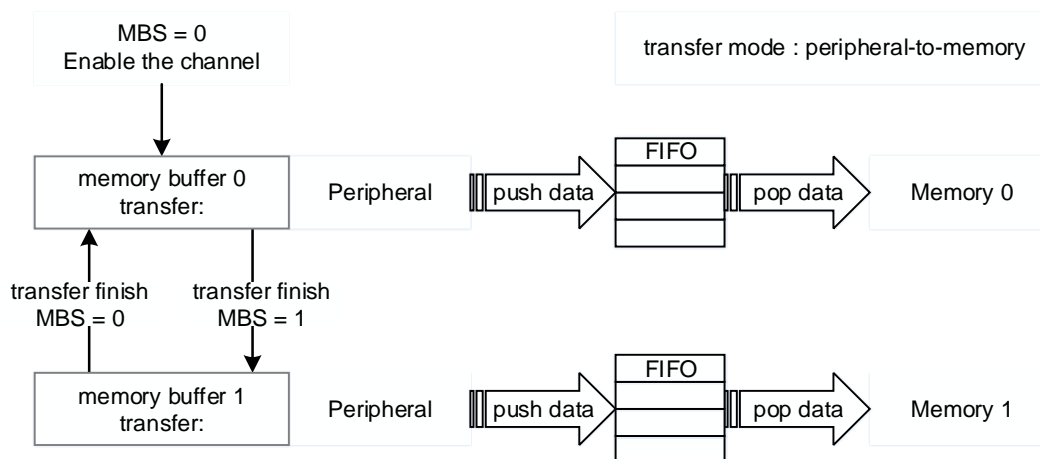 MBS = 0
Enable the channel
transfer mode : peripheral-to-memory
memory buffer 0
transfer:
Peripheral
push data
FIFO
pop data
Memory 0
transfer finish
MBS = 0
transfer finish
MBS = 1
memory buffer 1
transfer:
Peripheral
push data
FIFO
pop data
Memory 1